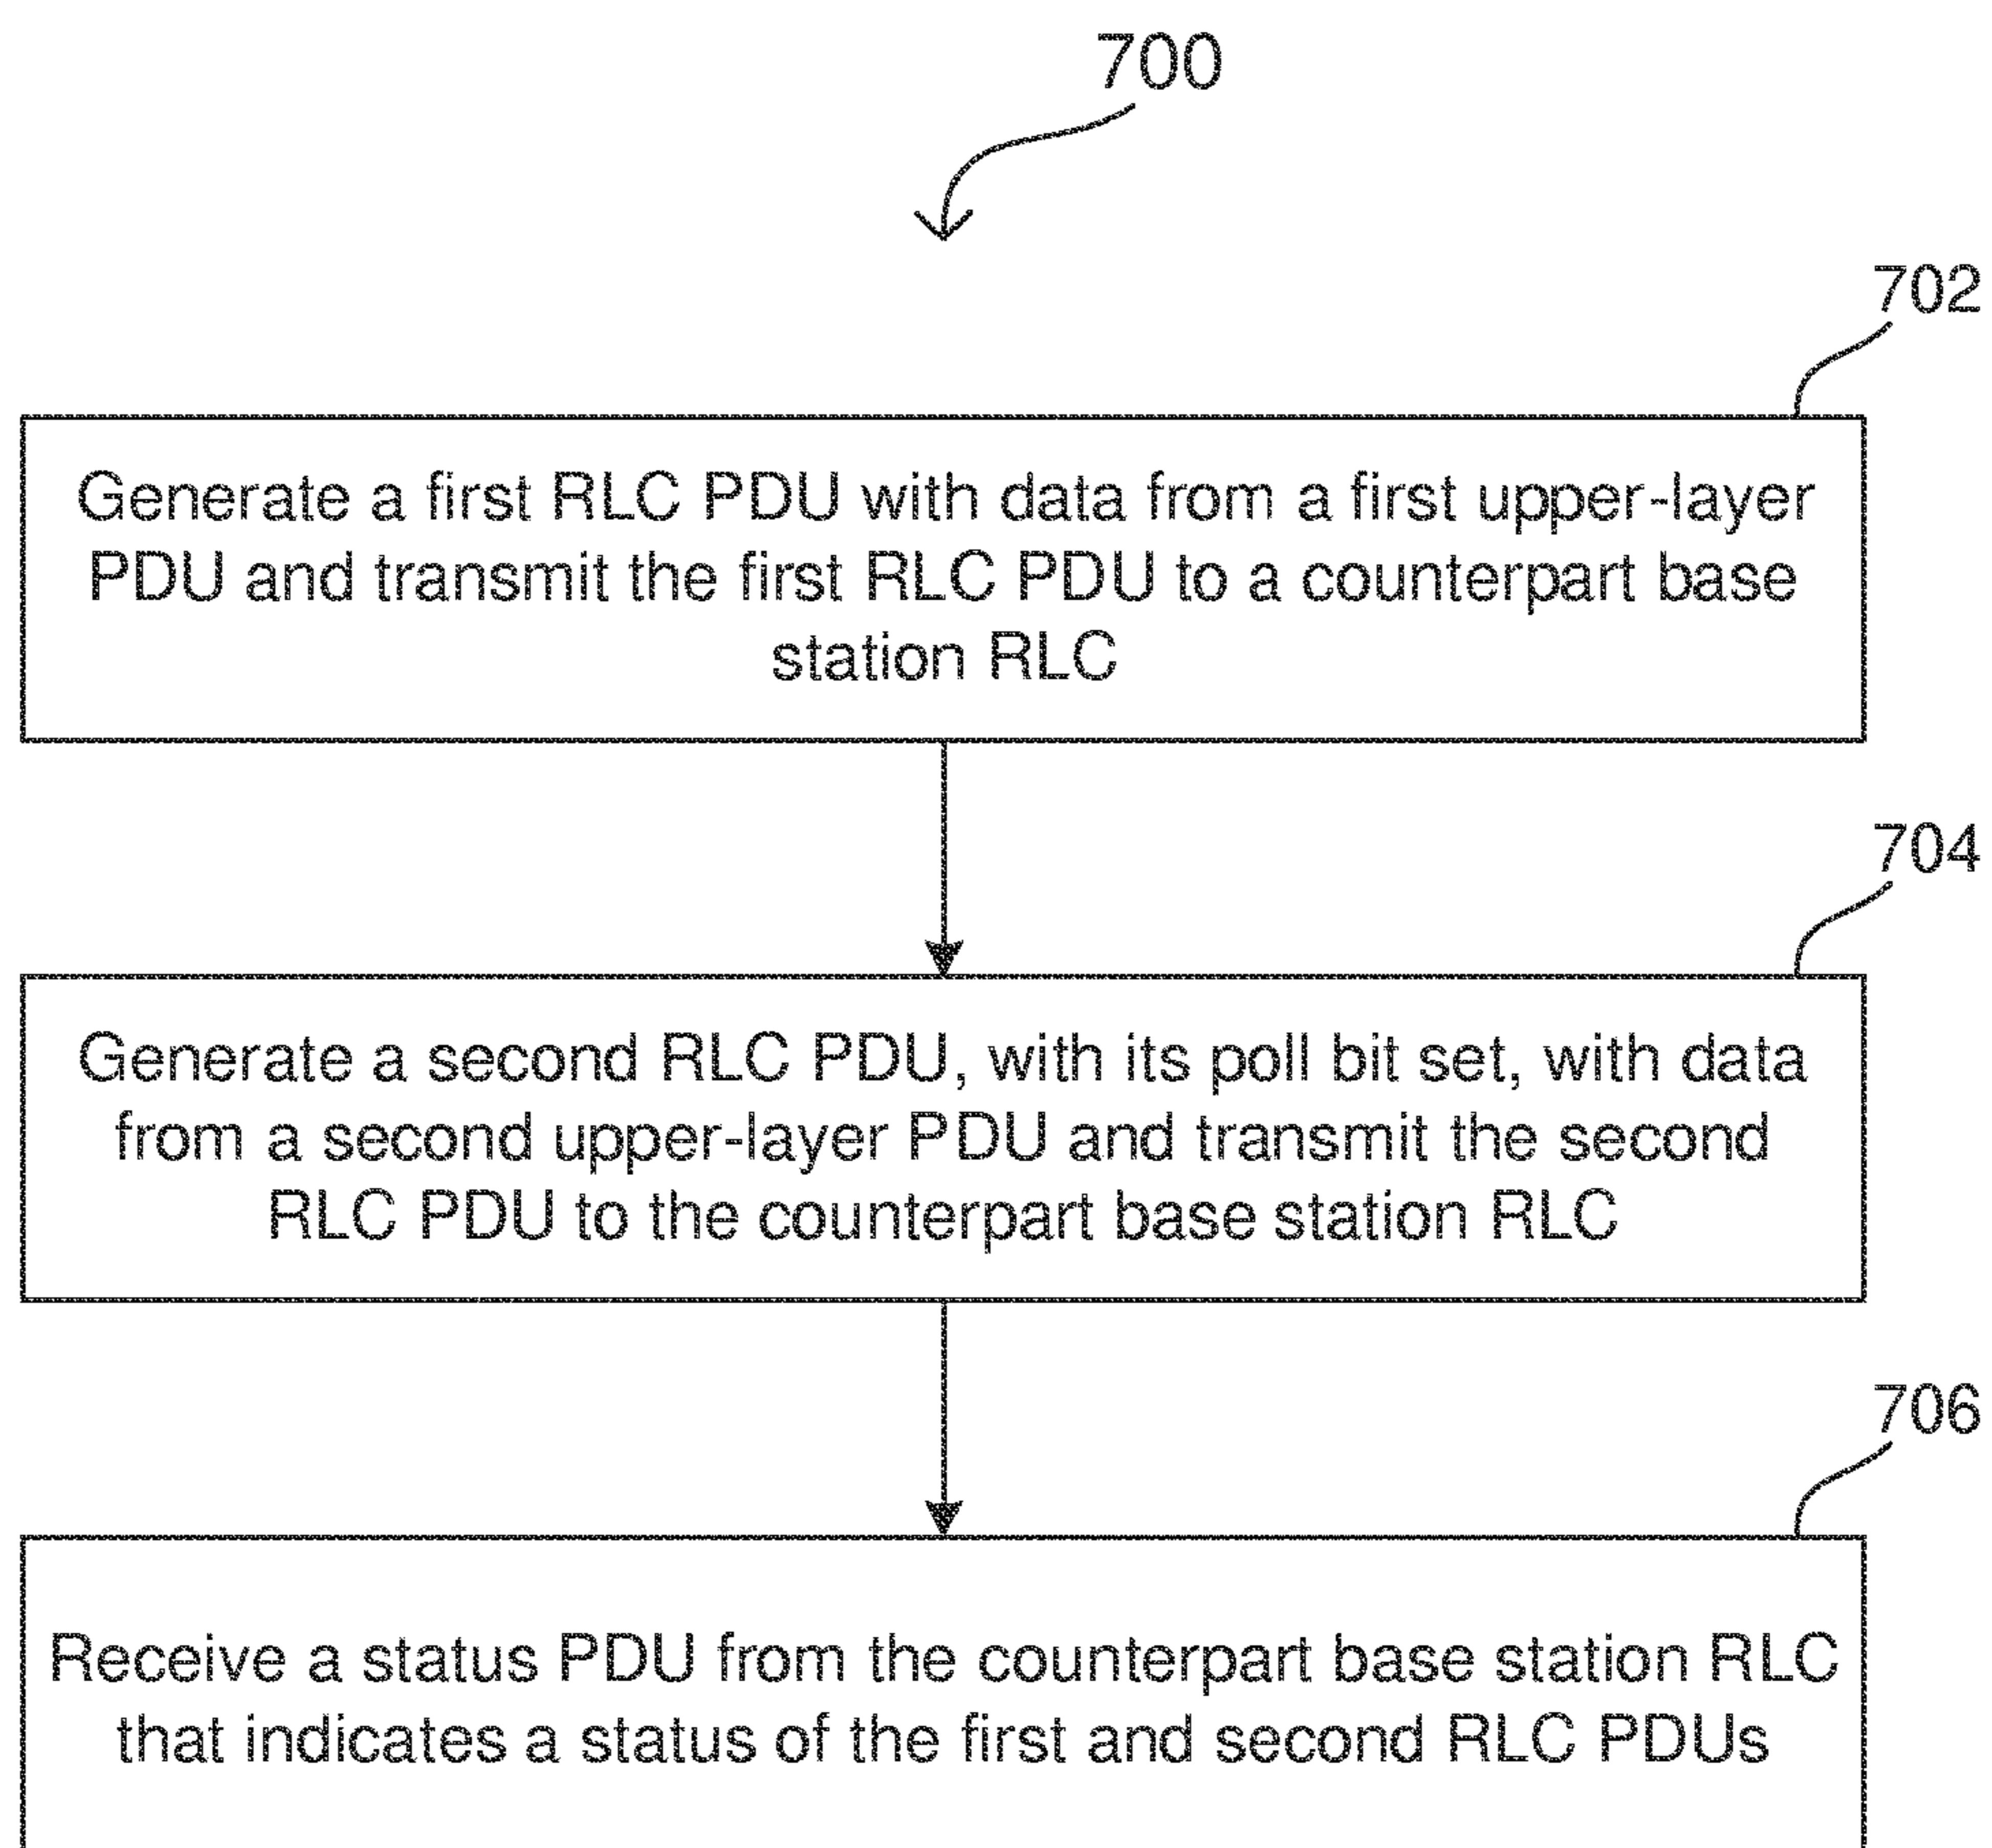 700
702
Generate a first RLC PDU with data from a first upper-layer
PDU and transmit the first RLC PDU to a counterpart base
station RLC
704
Generate a second RLC PDU, with its poll bit set, with data
from a second upper-layer PDU and transmit the second
RLC PDU to the counterpart base station RLC
706
Receive a status PDU from the counterpart base station RLC
that indicates a status of the first and second RLC PDUs